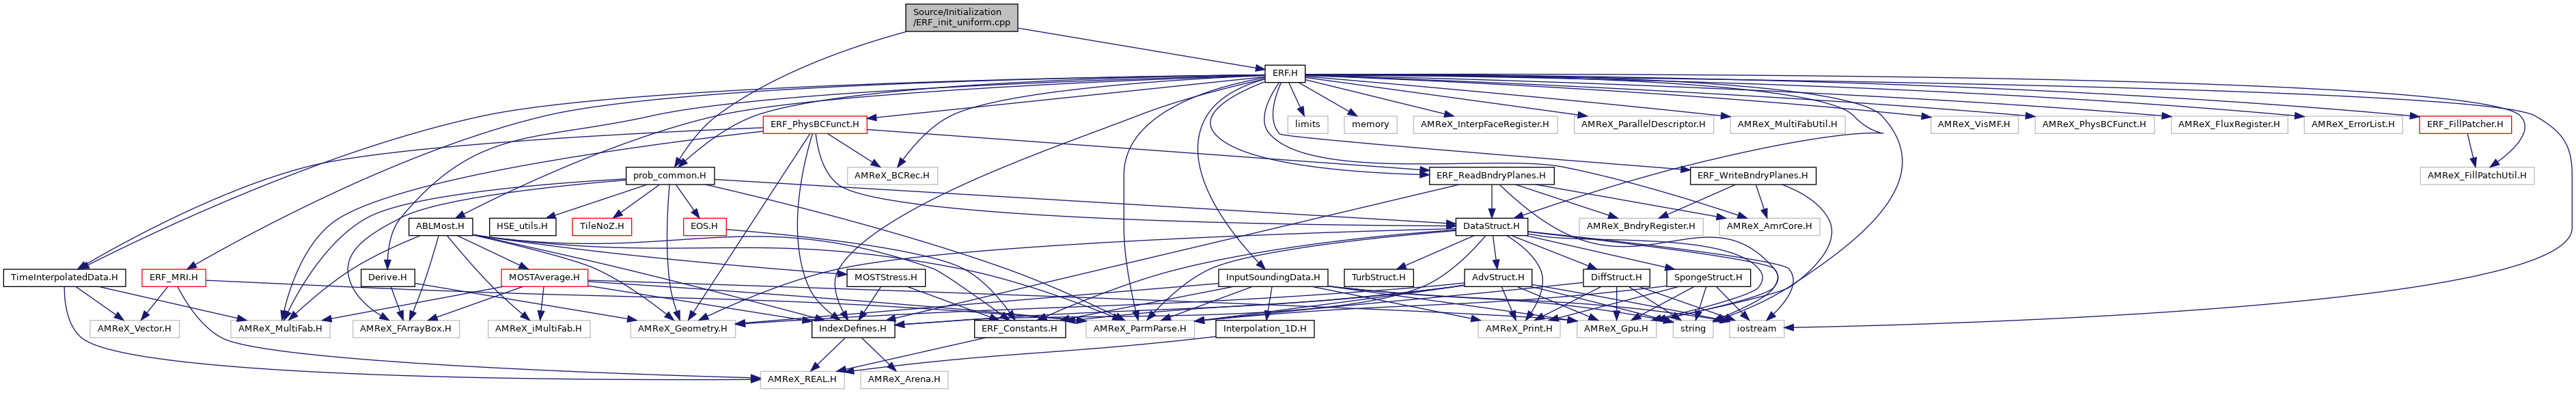 Source/Initialization
/ERF_init_uniform.cpp
ERF.H
ERF_PhysBCFunct.H
limits
memory
AMReX_InterpFaceRegister.H
AMReX_ParallelDescriptor.H
AMReX_MultiFabUtil.H
AMReX_VisMF.H
AMReX_PhysBCFunct.H
AMReX_FluxRegister.H
AMReX_ErrorList.H
ERF_FillPatcher.H
prob_common.H
AMReX_BCRec.H
ERF_ReadBndryPlanes.H
ERF_WriteBndryPlanes.H
AMReX_FillPatchUtil.H
ABLMost.H
HSE_utils.H
TileNoZ.H
EOS.H
DataStruct.H
AMReX_BndryRegister.H
AMReX_AmrCore.H
TimeInterpolatedData.H
ERF_MRI.H
Derive.H
MOSTAverage.H
MOSTStress.H
InputSoundingData.H
TurbStruct.H
AdvStruct.H
DiffStruct.H
SpongeStruct.H
AMReX_Vector.H
AMReX_MultiFab.H
AMReX_FArrayBox.H
AMReX_iMultiFab.H
AMReX_Geometry.H
IndexDefines.H
ERF_Constants.H
AMReX_ParmParse.H
Interpolation_1D.H
AMReX_Print.H
AMReX_Gpu.H
string
iostream
AMReX_REAL.H
AMReX_Arena.H